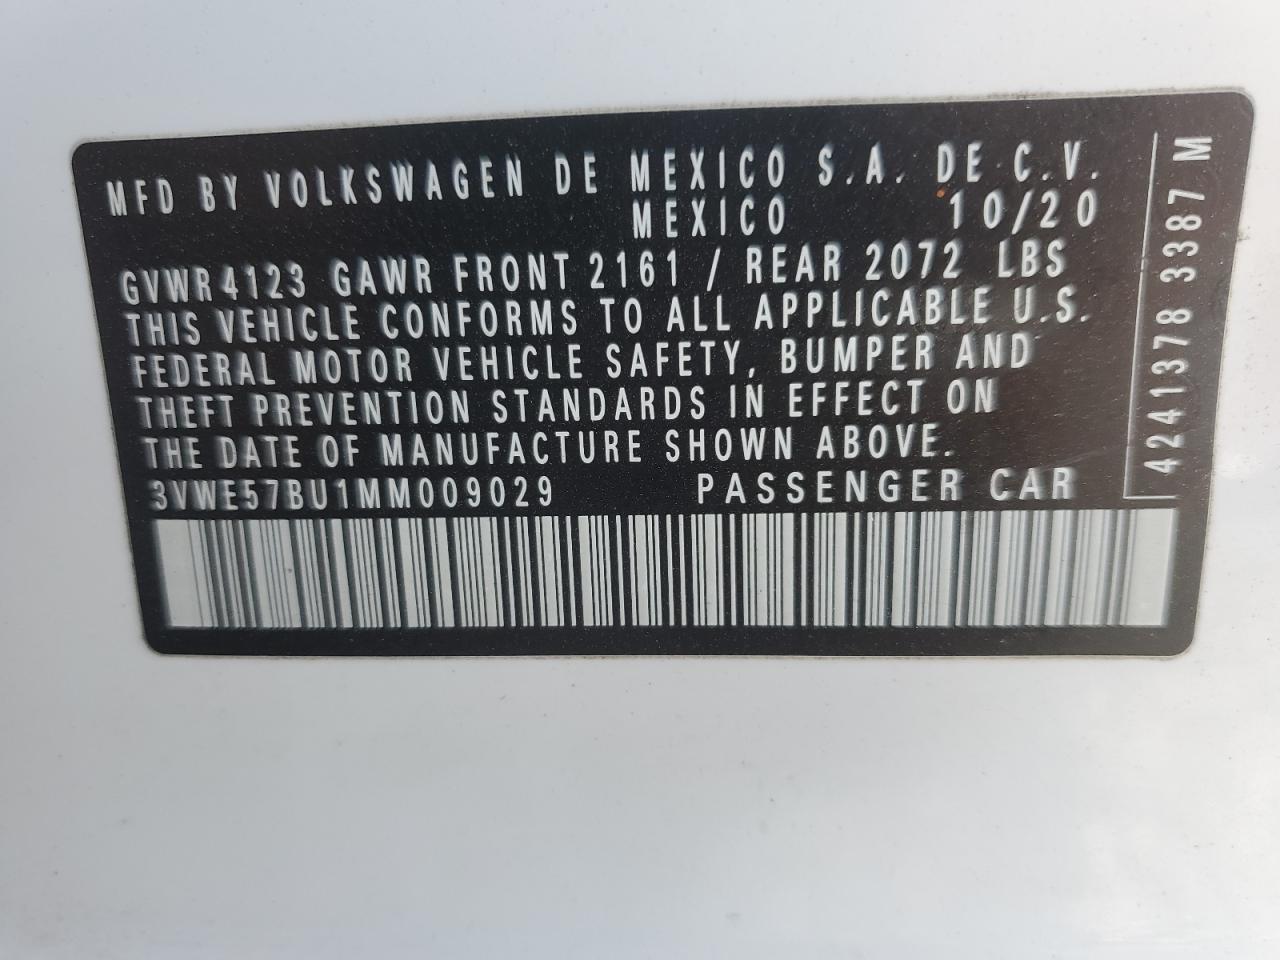 MFD BY VOLKSWAGEN DE MEXICO S.A. DE C.V.
MEXICO 10/20
GVWR4123 GAWR FRONT 2161 / REAR 2072 LBS
THIS VEHICLE CONFORMS TO ALL APPLICABLE U.S.
FEDERAL MOTOR VEHICLE SAFETY, BUMPER AND
THEFT PREVENTION STANDARDS IN EFFECT ON
THE DATE OF MANUFACTURE SHOWN ABOVE.
3VWE57BU1MM009029 PASSENGER CAR
4241378 3387 M